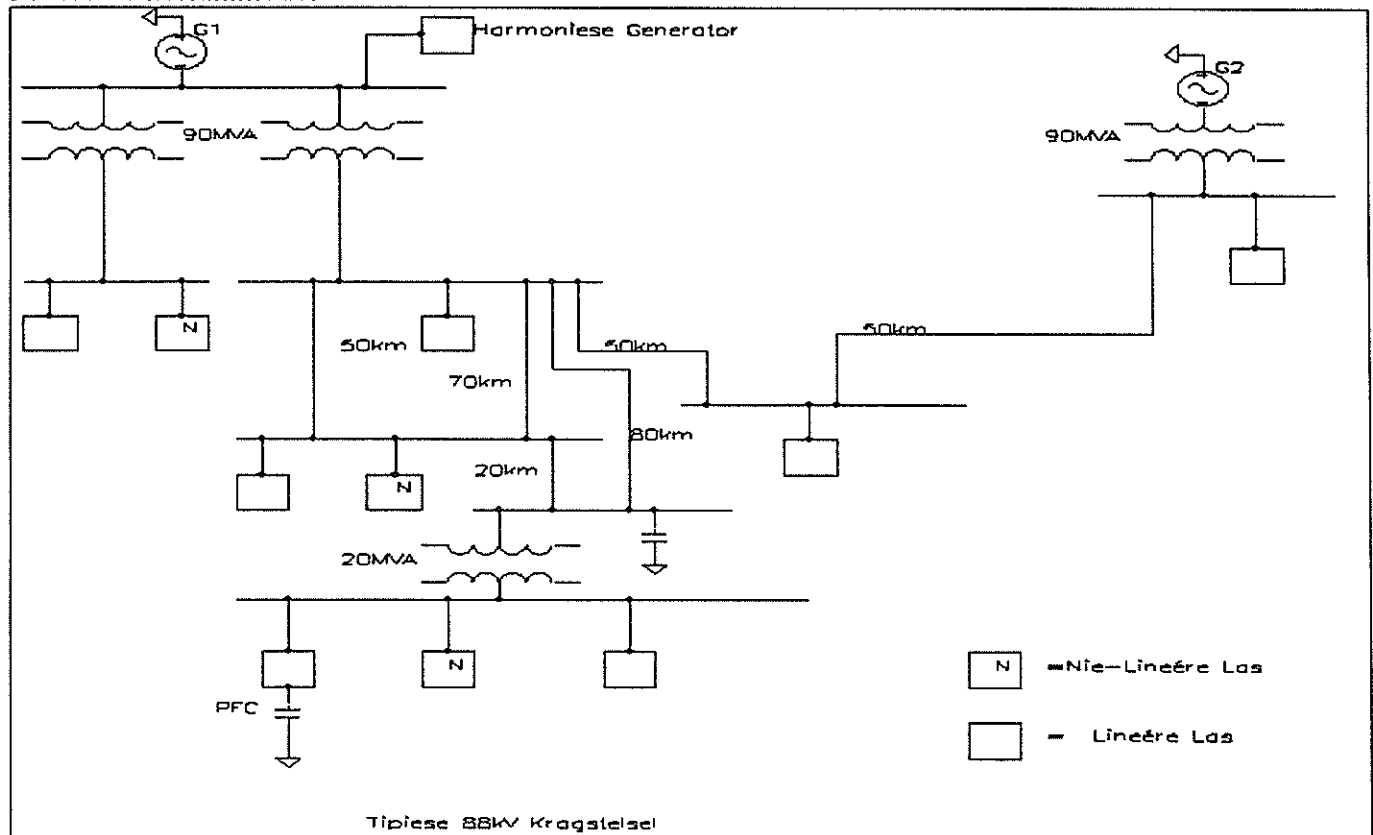 G1
Harmoniese Generator
G2
90MVA
90MVA
50km
50km
50km
70km
80km
20km
20MVA
N
N
N
PFC
N =Nie-Lineêre Las
= Lineêre Las
Tipiese 88kV Kragstelsel